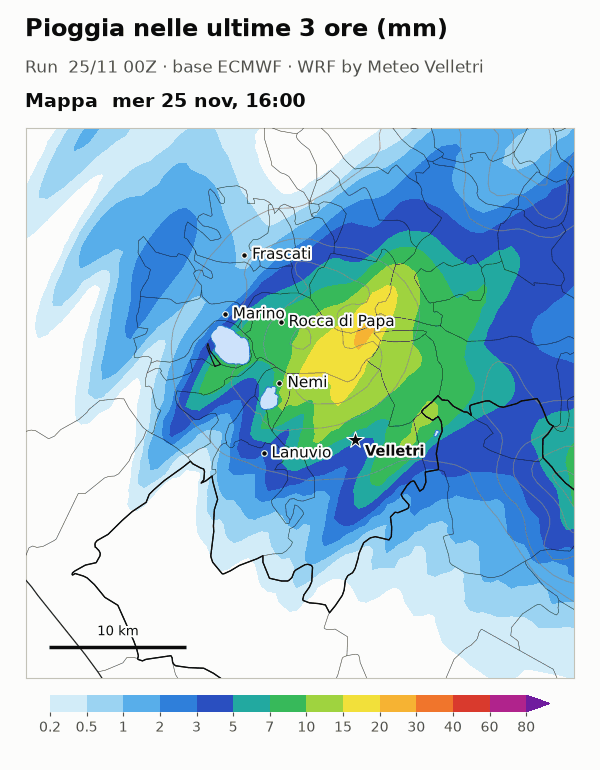 Pioggia nelle ultime 3 ore (mm)
Run  25/11 00Z · base ECMWF · WRF by Meteo Velletri
Mappa  mer 25 nov, 16:00
Frascati
Marino
Rocca di Papa
Nemi
Velletri
Lanuvio
10 km
0.2 0.5 1 2 3 5 7 10 15 20 30 40 60 80